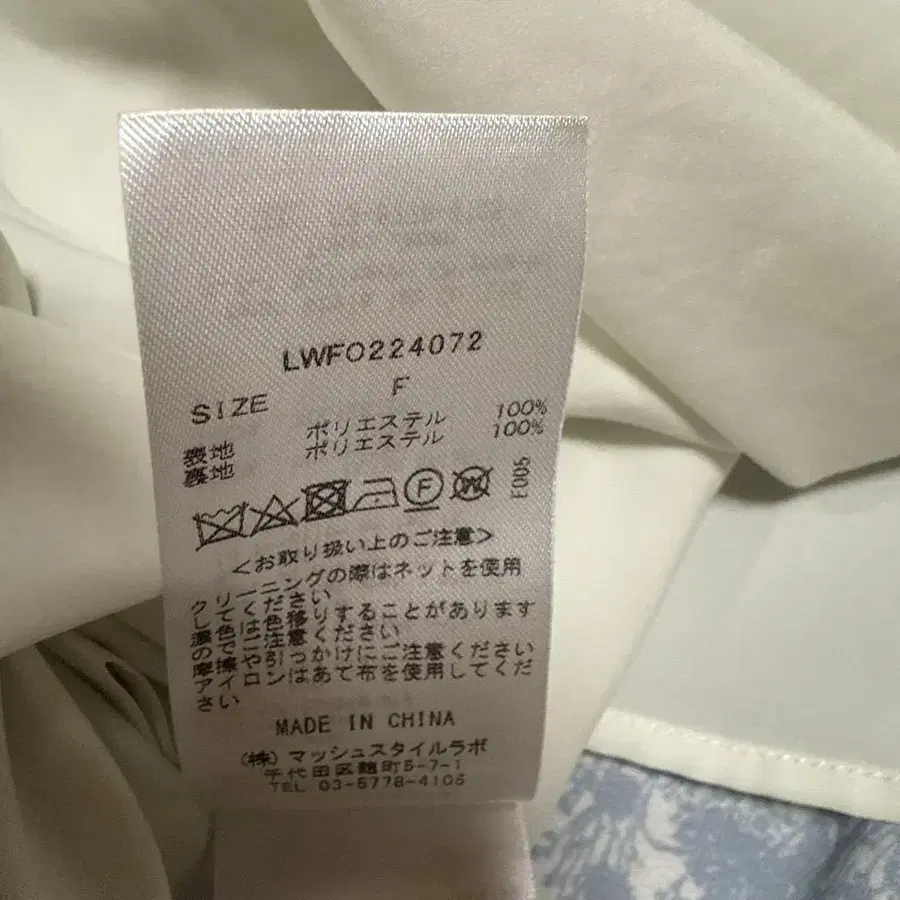 LWFO224072
SIZE F
表地 ポリエステル 100%
裏地 ポリエステル 100%
E005
F W
<お取り扱い上のご注意>
クリーニングの際はネットを使用
してください
濃色は色移りすることがあります
のでご注意ください
摩擦や引っかけにご注意ください
アイロンはあて布を使用してくだ
さい
MADE IN CHINA
(株)マッシュスタイルラボ
千代田区麹町5-7-1
TEL 03-5778-4105